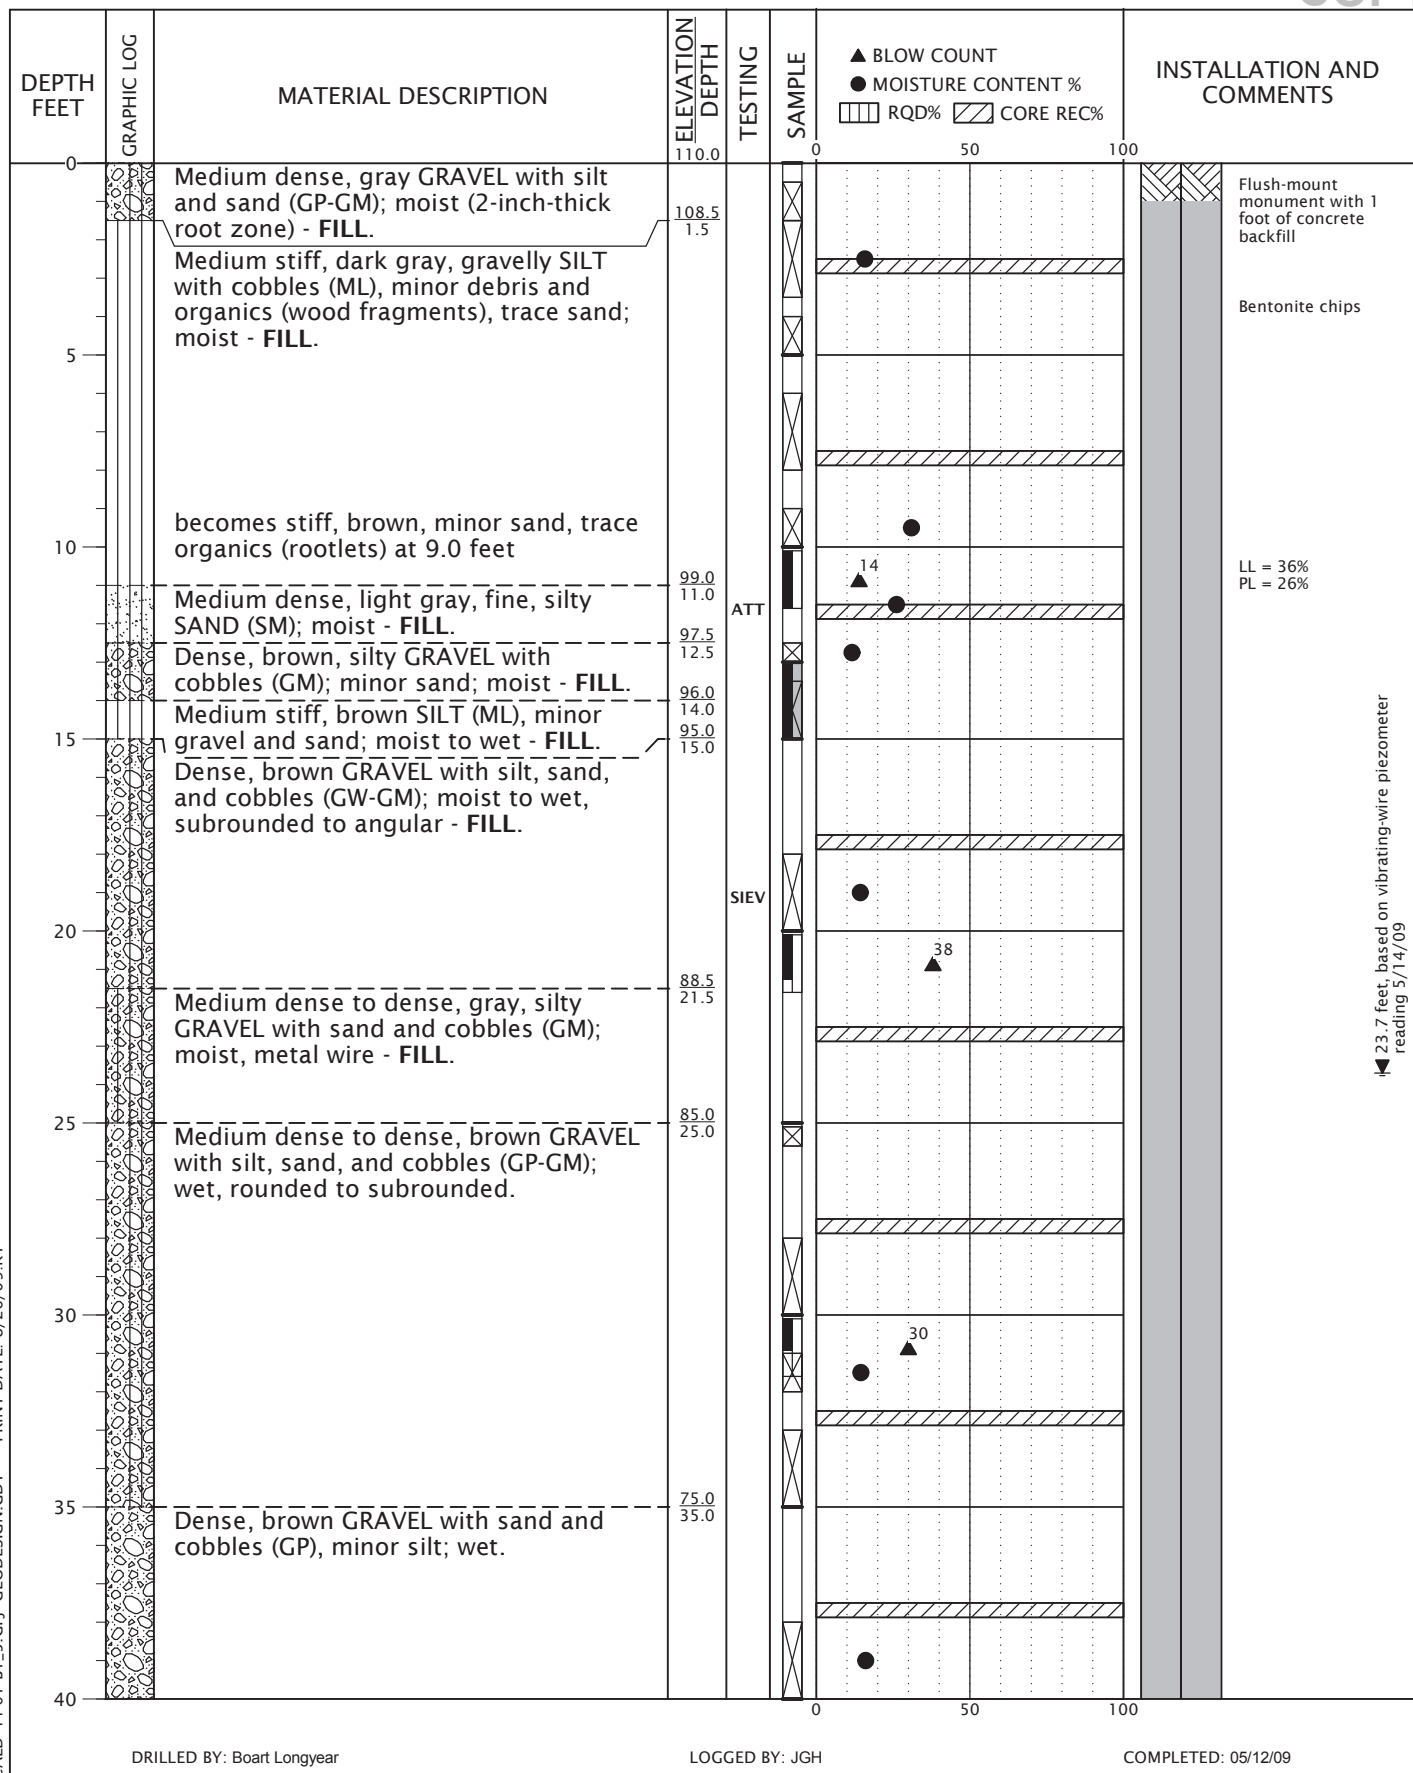 DEPTH
FEET
GRAPHIC LOG
MATERIAL DESCRIPTION
ELEVATION
DEPTH
TESTING
SAMPLE
▲ BLOW COUNT
● MOISTURE CONTENT %
RQD% CORE REC%
INSTALLATION AND
COMMENTS
110.0
0 50 100
0
Medium dense, gray GRAVEL with silt
and sand (GP-GM); moist (2-inch-thick
root zone) - FILL.
108.5
1.5
Flush-mount
monument with 1
foot of concrete
backfill
Medium stiff, dark gray, gravelly SILT
with cobbles (ML), minor debris and
organics (wood fragments), trace sand;
moist - FILL.
Bentonite chips
5
becomes stiff, brown, minor sand, trace
organics (rootlets) at 9.0 feet
10
14
LL = 36%
PL = 26%
99.0
11.0
Medium dense, light gray, fine, silty
SAND (SM); moist - FILL.
ATT
97.5
12.5
Dense, brown, silty GRAVEL with
cobbles (GM); minor sand; moist - FILL.
96.0
14.0
Medium stiff, brown SILT (ML), minor
gravel and sand; moist to wet - FILL.
95.0
15.0
15
Dense, brown GRAVEL with silt, sand,
and cobbles (GW-GM); moist to wet,
subrounded to angular - FILL.
SIEV
20
38
88.5
21.5
Medium dense to dense, gray, silty
GRAVEL with sand and cobbles (GM);
moist, metal wire - FILL.
23.7 feet, based on vibrating-wire piezometer
reading 5/14/09
25
85.0
25.0
Medium dense to dense, brown GRAVEL
with silt, sand, and cobbles (GP-GM);
wet, rounded to subrounded.
30
30
35
75.0
35.0
Dense, brown GRAVEL with sand and
cobbles (GP), minor silt; wet.
40
0 50 100
DRILLED BY: Boart Longyear
LOGGED BY: JGH
COMPLETED: 05/12/09